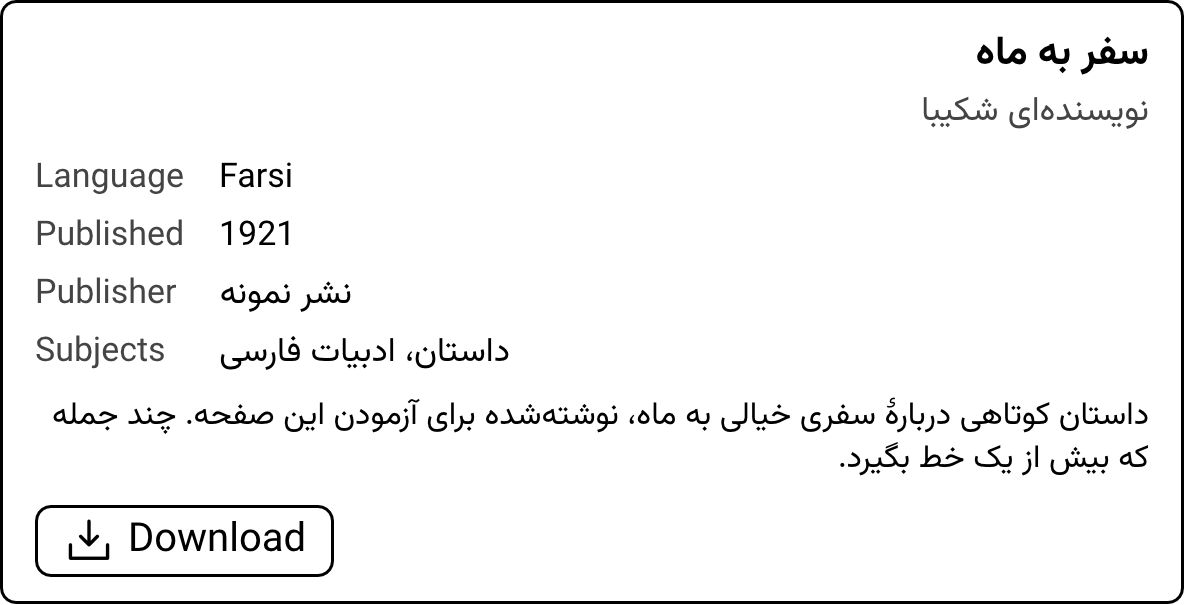 سفر به ماه
نویسنده‌ای شکیبا
Language Farsi
Published 1921
Publisher نشر نمونه
Subjects داستان، ادبیات فارسی
داستان کوتاهی دربارهٔ سفری خیالی به ماه، نوشته‌شده برای آزمودن این صفحه. چند جمله
که بیش از یک خط بگیرد.
Download